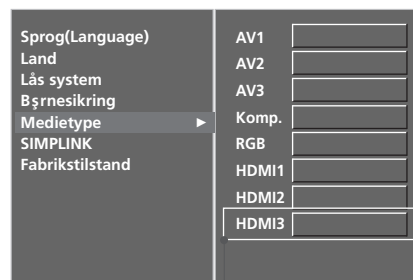 Sprog(Language)
Land
Lås system
Bşrnesikring
Medietype ►
SIMPLINK
Fabrikstilstand
AV1
AV2
AV3
Komp.
RGB
HDMI1
HDMI2
HDMI3